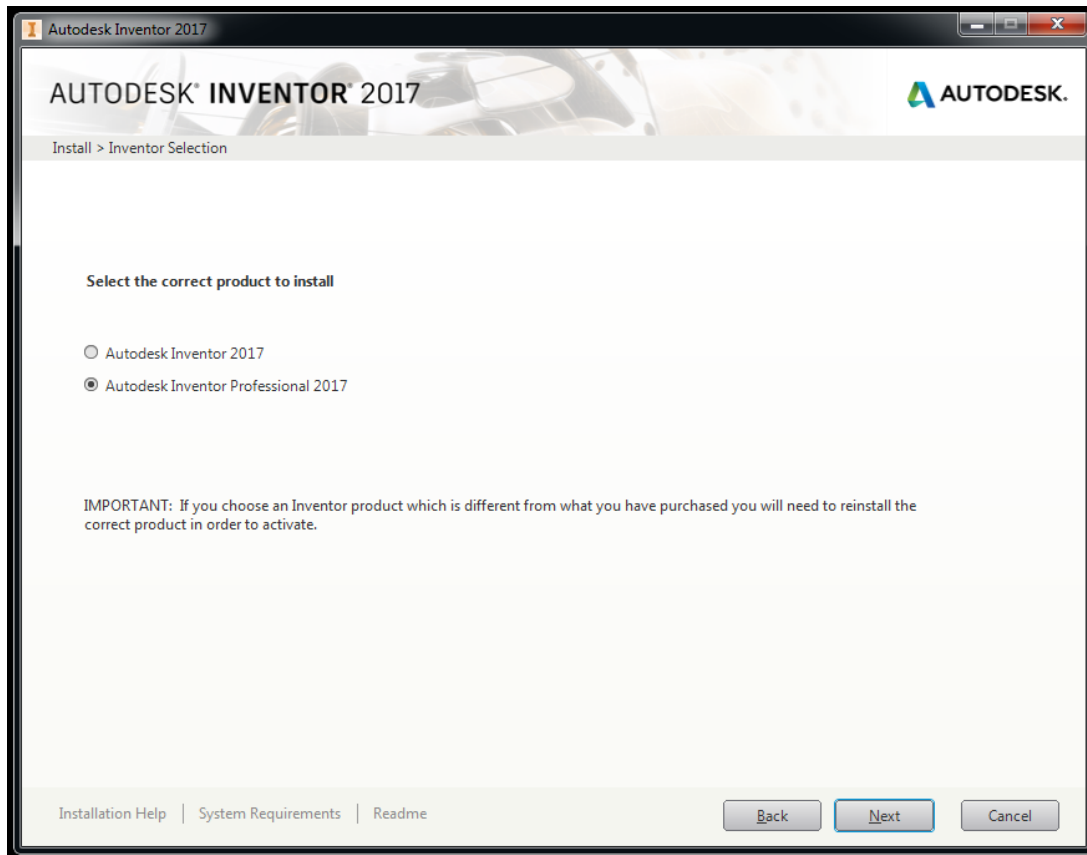 Autodesk Inventor 2017
AUTODESK® INVENTOR® 2017
AUTODESK.
Install > Inventor Selection
Select the correct product to install
Autodesk Inventor 2017
Autodesk Inventor Professional 2017
IMPORTANT:  If you choose an Inventor product which is different from what you have purchased you will need to reinstall the
correct product in order to activate.
Installation Help | System Requirements | Readme
Back
Next
Cancel